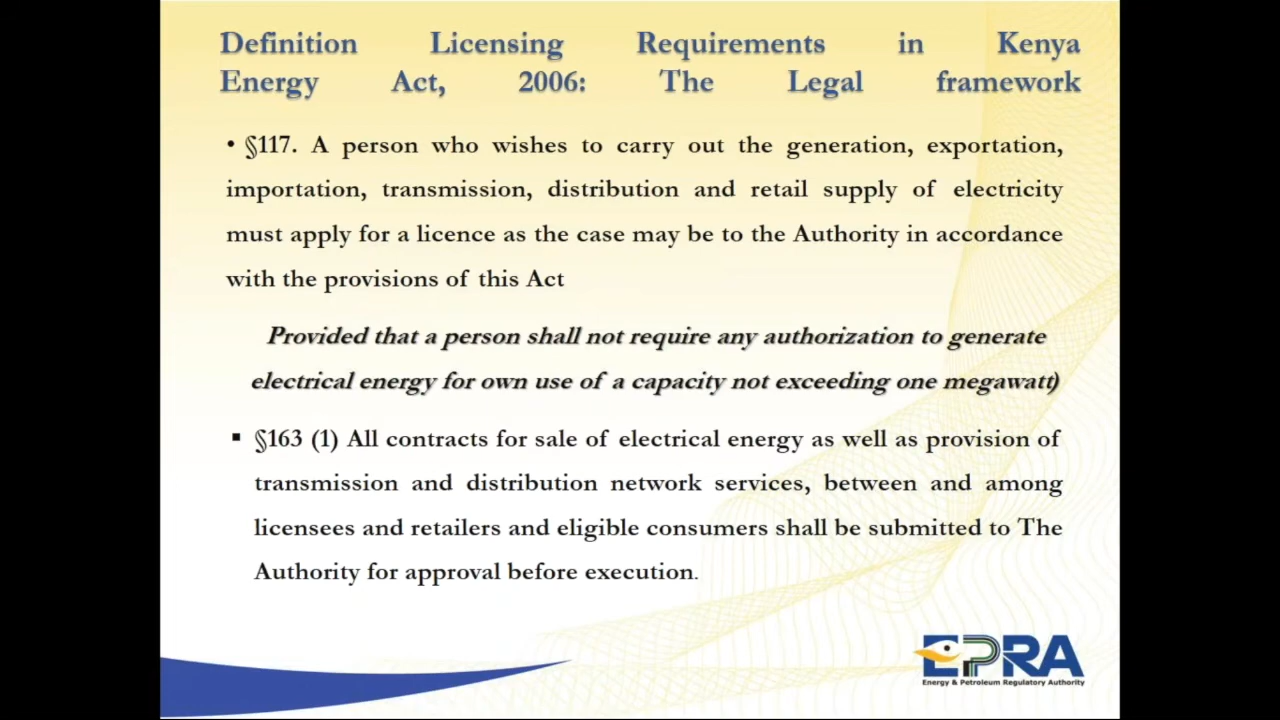 Definition Licensing Requirements in Kenya
Energy Act, 2006: The Legal framework
• §117. A person who wishes to carry out the generation, exportation,
importation, transmission, distribution and retail supply of electricity
must apply for a licence as the case may be to the Authority in accordance
with the provisions of this Act
Provided that a person shall not require any authorization to generate
electrical energy for own use of a capacity not exceeding one megawatt)
▪ §163 (1) All contracts for sale of electrical energy as well as provision of
transmission and distribution network services, between and among
licensees and retailers and eligible consumers shall be submitted to The
Authority for approval before execution.
EPRA
Energy & Petroleum Regulatory Authority